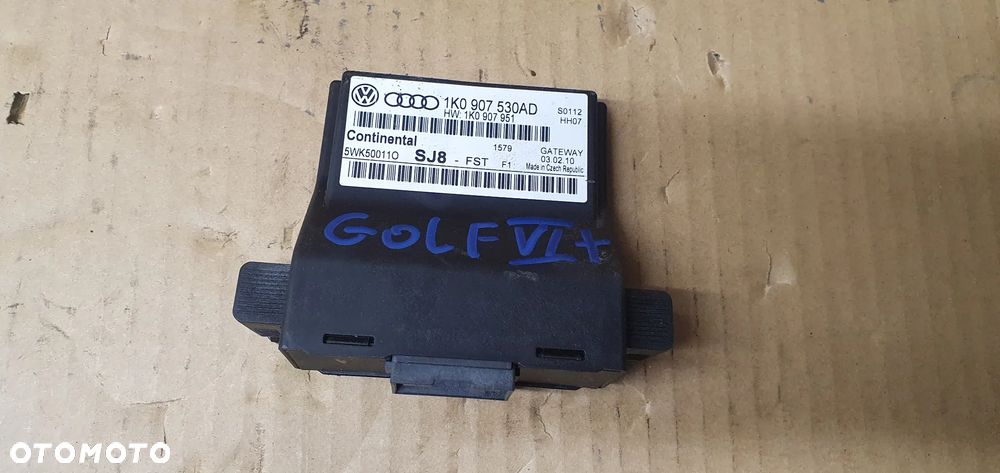 1K0 907 530AD
HW: 1K0 907 951
S0112
HH07
Continental
1579
GATEWAY
5WK50011O SJ8 - FST F1 03.02.10
Made in Czech Republic
GOLF VI+
OTOMOTO